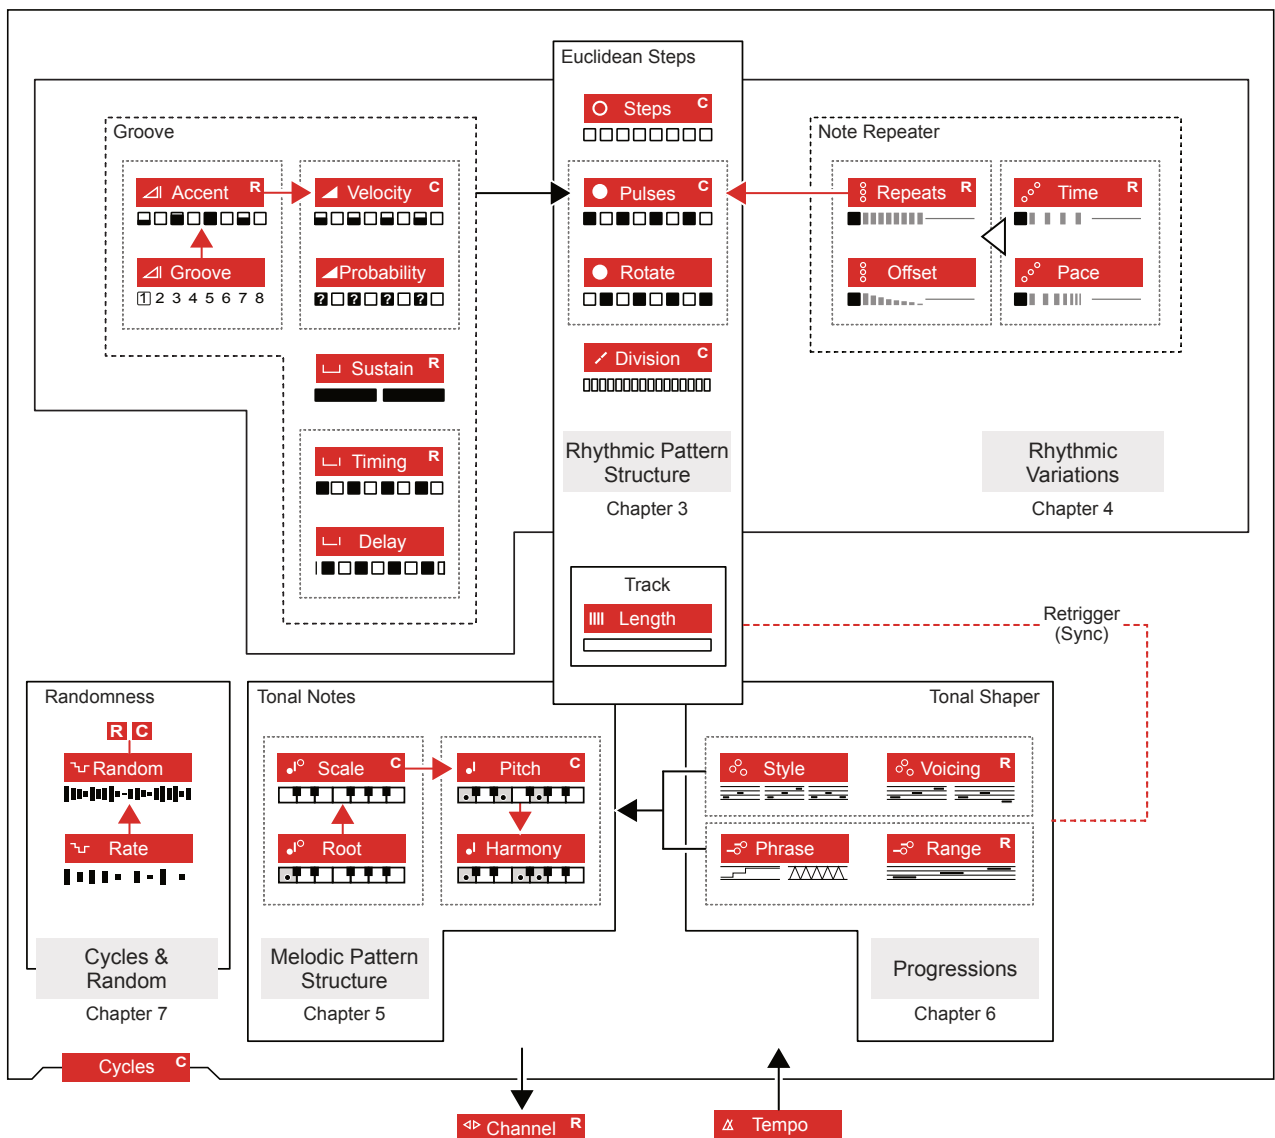 Euclidean Steps
Steps C
Groove
Note Repeater
Accent R
Velocity C
Pulses C
Repeats R
Time R
Groove
Probability
Rotate
Offset
Pace
1 2 3 4 5 6 7 8
? ? ? ?
Sustain R
Division C
Timing R
Rhythmic Pattern
Structure
Chapter 3
Rhythmic
Variations
Chapter 4
Delay
Track
Length
Retrigger
(Sync)
Randomness
R C
Random
Rate
Cycles &
Random
Chapter 7
Tonal Notes
Scale C
Pitch C
Root
Harmony
Melodic Pattern
Structure
Chapter 5
Tonal Shaper
Style
Voicing R
Phrase
Range R
Progressions
Chapter 6
Cycles C
Channel R
Tempo